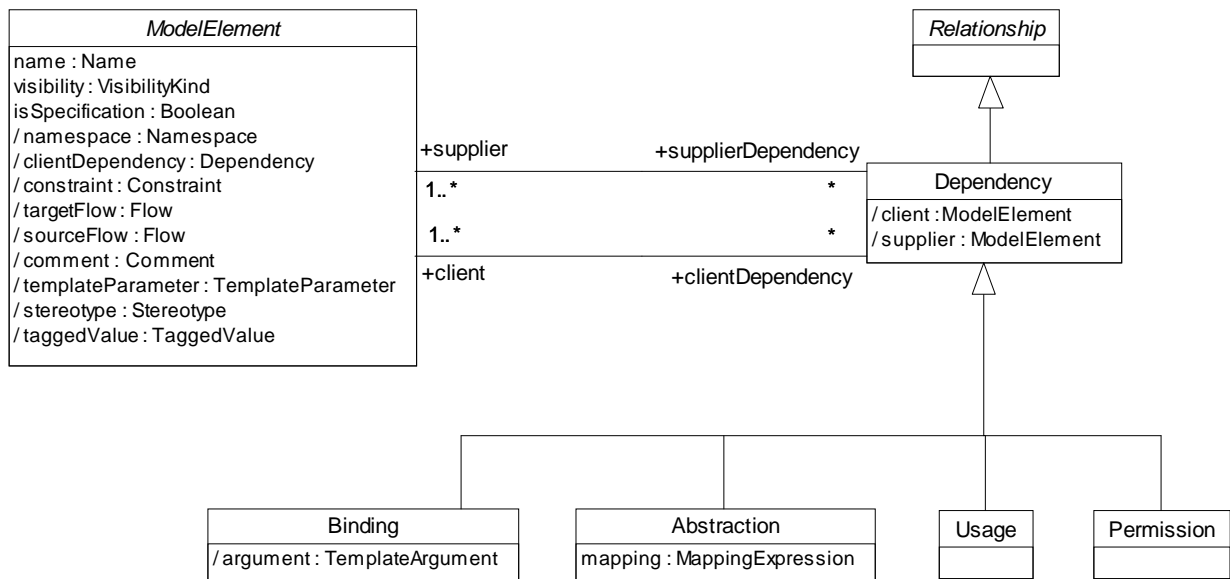 ModelElement
name : Name
visibility : VisibilityKind
isSpecification : Boolean
/ namespace : Namespace
/ clientDependency : Dependency
/ constraint : Constraint
/ targetFlow : Flow
/ sourceFlow : Flow
/ comment : Comment
/ templateParameter : TemplateParameter
/ stereotype : Stereotype
/ taggedValue : TaggedValue
Relationship
+supplier
+supplierDependency
1..*
*
1..*
*
+client
+clientDependency
Dependency
/ client : ModelElement
/ supplier : ModelElement
Binding
/ argument : TemplateArgument
Abstraction
mapping : MappingExpression
Usage
Permission